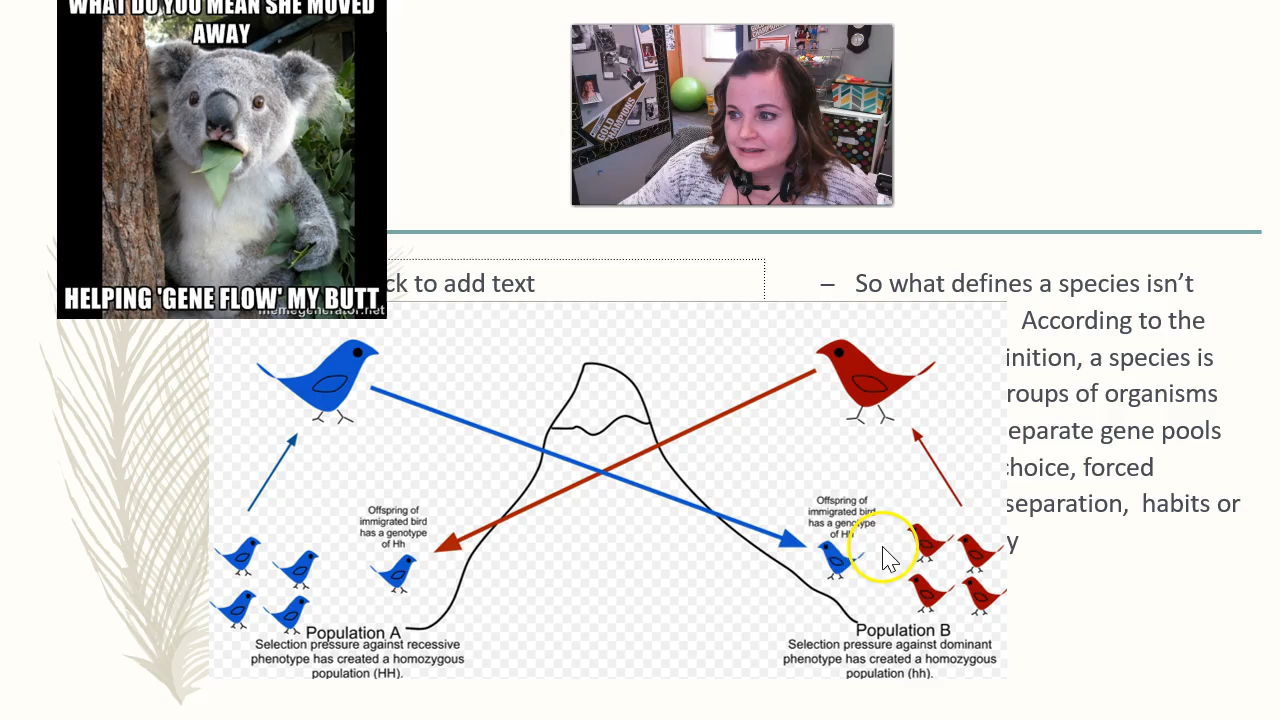 WHAT DO YOU MEAN SHE MOVED
AWAY
HELPING 'GENE FLOW' MY BUTT
memegenerator.net
GOLD
CHAMPIONS
ck to add text
– So what defines a species isn't
According to the
inition, a species is
roups of organisms
eparate gene pools
choice, forced
separation, habits or
y
Offspring of
immigrated bird
has a genotype
of Hh
Offspring of
immigrated bird
has a genotype
of Hh
Population A
Selection pressure against recessive
phenotype has created a homozygous
population (HH).
Population B
Selection pressure against dominant
phenotype has created a homozygous
population (hh).